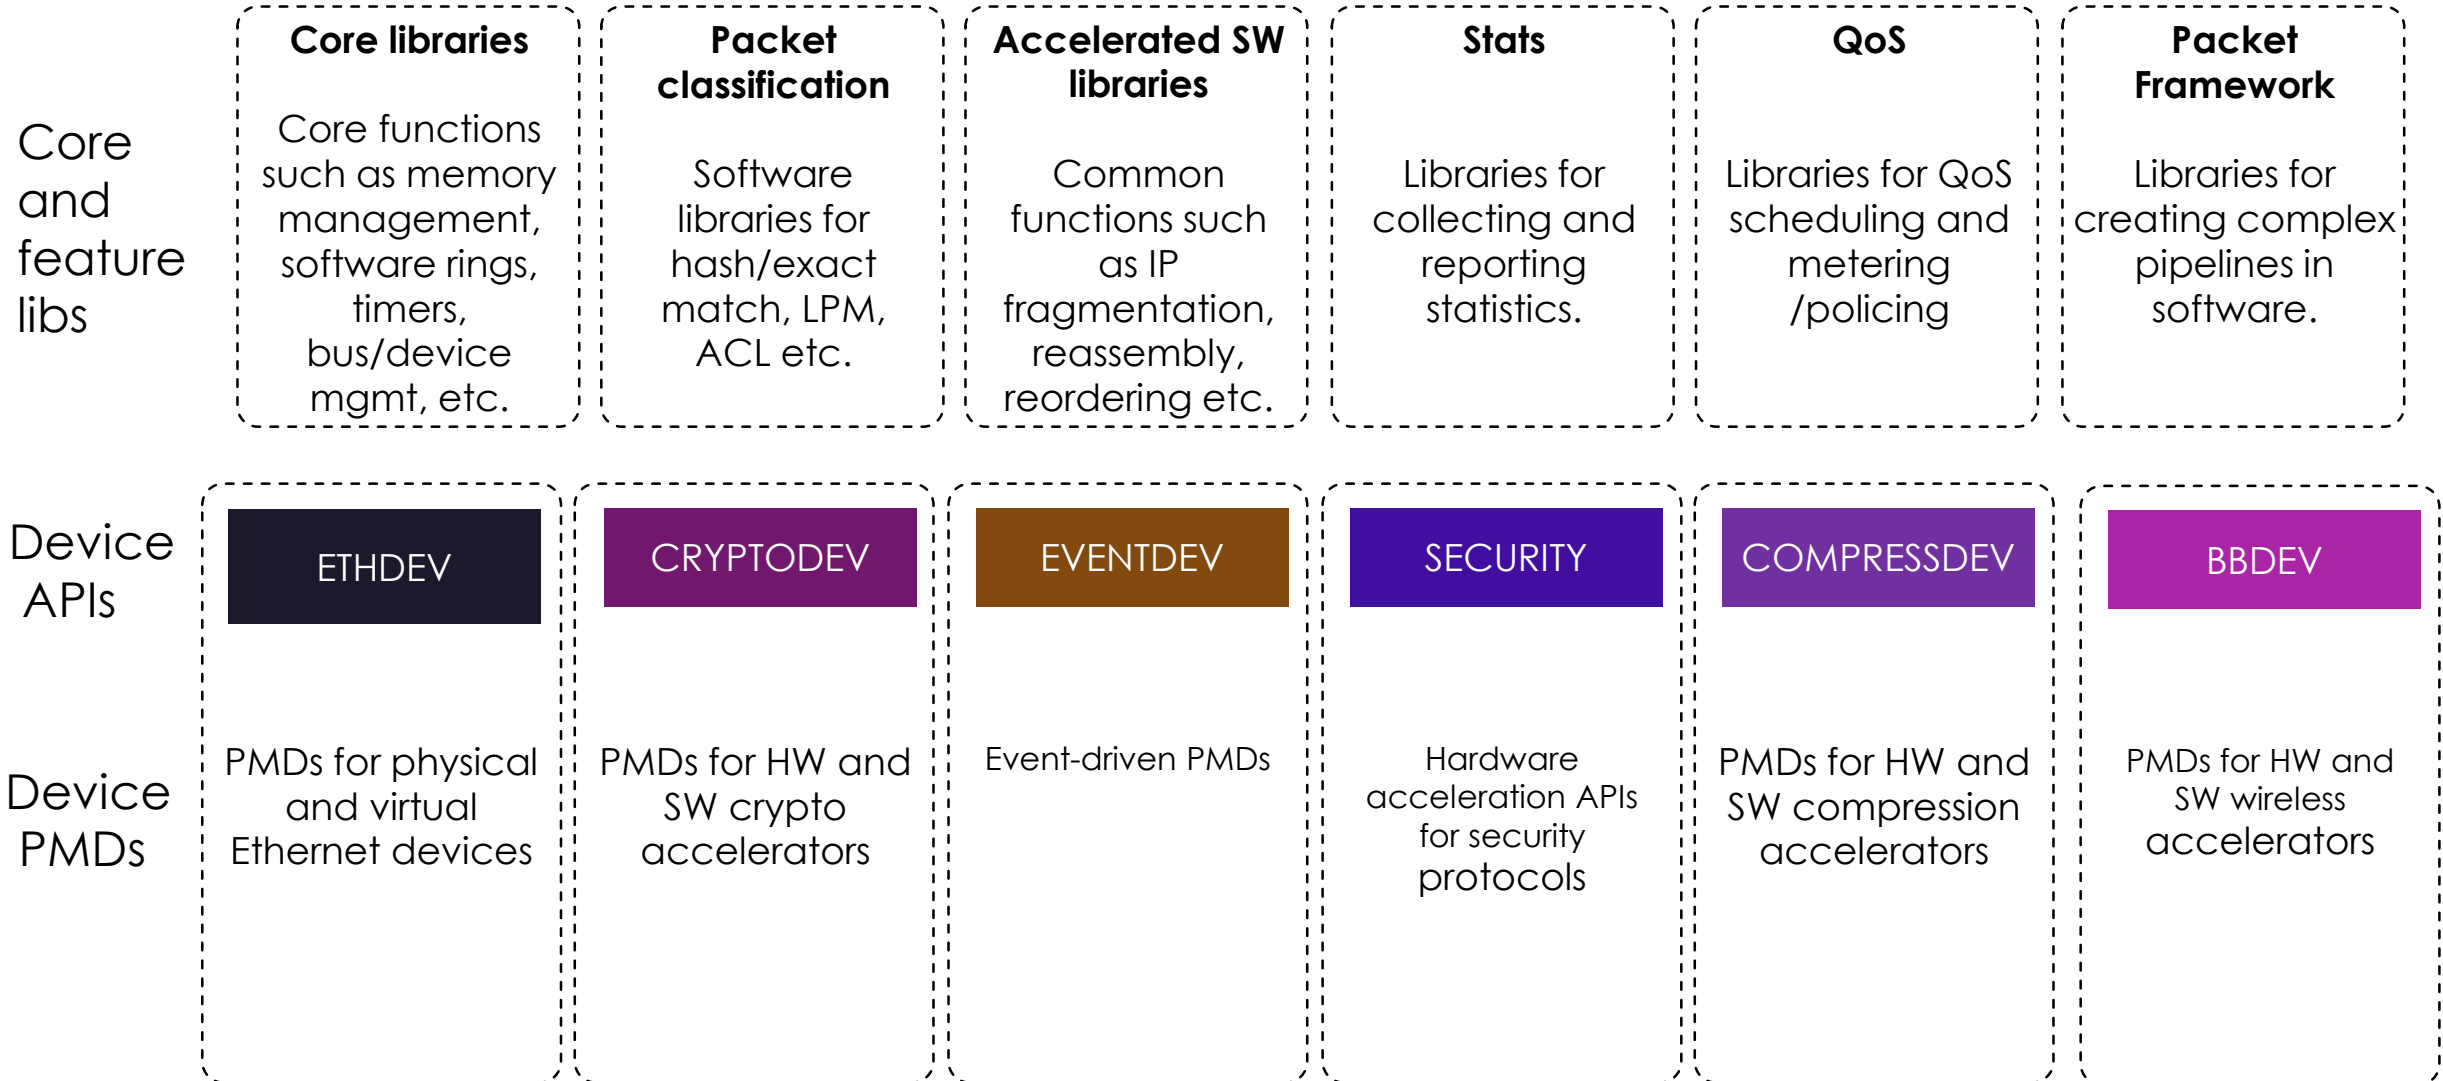 Core
and
feature
libs
Core libraries
Core functions
such as memory
management,
software rings,
timers,
bus/device
mgmt, etc.
Packet
classification
Software
libraries for
hash/exact
match, LPM,
ACL etc.
Accelerated SW
libraries
Common
functions such
as IP
fragmentation,
reassembly,
reordering etc.
Stats
Libraries for
collecting and
reporting
statistics.
QoS
Libraries for QoS
scheduling and
metering
/policing
Packet
Framework
Libraries for
creating complex
pipelines in
software.
Device
APIs
ETHDEV
CRYPTODEV
EVENTDEV
SECURITY
COMPRESSDEV
BBDEV
Device
PMDs
PMDs for physical
and virtual
Ethernet devices
PMDs for HW and
SW crypto
accelerators
Event-driven PMDs
Hardware
acceleration APIs
for security
protocols
PMDs for HW and
SW compression
accelerators
PMDs for HW and
SW wireless
accelerators